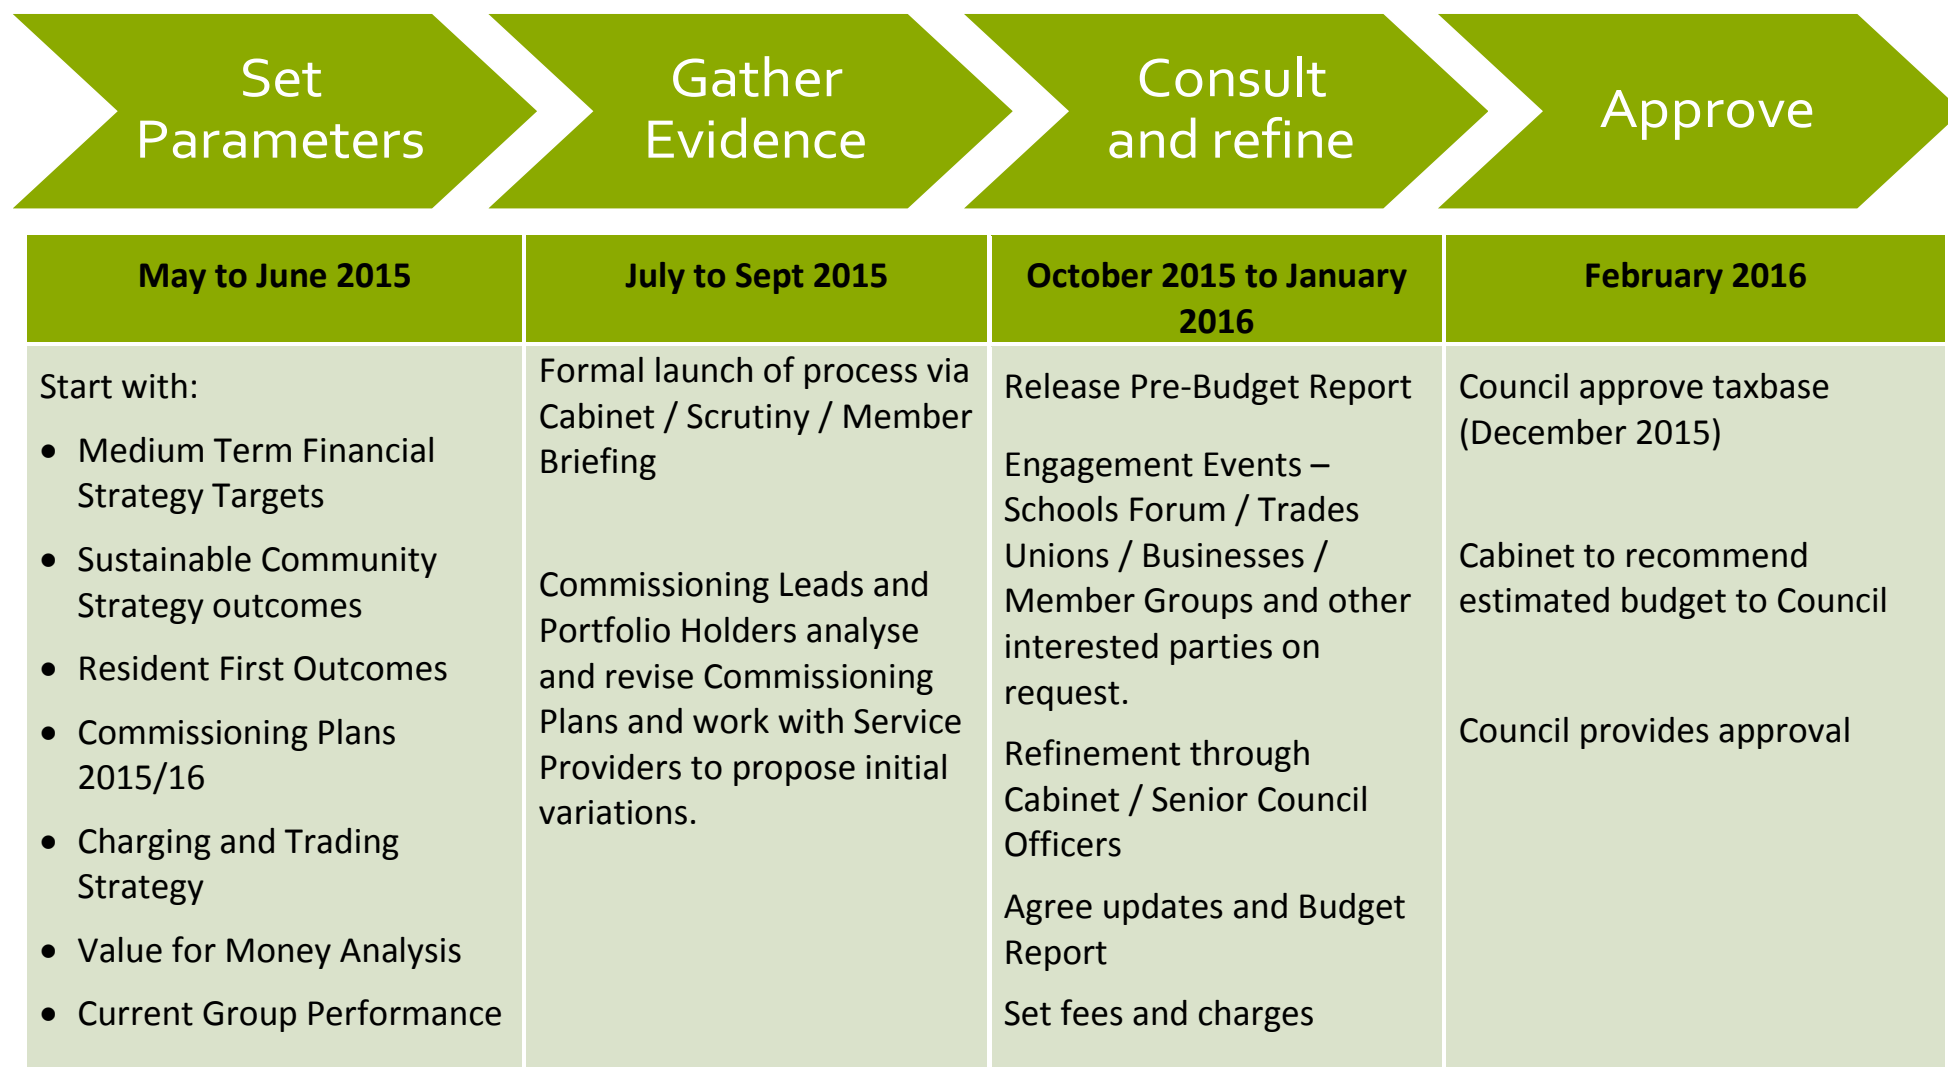 Set
Parameters
Gather
Evidence
Consult
and refine
Approve
May to June 2015
July to Sept 2015
October 2015 to January
2016
February 2016
Start with:
• Medium Term Financial
Strategy Targets
• Sustainable Community
Strategy outcomes
• Resident First Outcomes
• Commissioning Plans
2015/16
• Charging and Trading
Strategy
• Value for Money Analysis
• Current Group Performance
Formal launch of process via
Cabinet / Scrutiny / Member
Briefing
Commissioning Leads and
Portfolio Holders analyse
and revise Commissioning
Plans and work with Service
Providers to propose initial
variations.
Release Pre-Budget Report
Engagement Events –
Schools Forum / Trades
Unions / Businesses /
Member Groups and other
interested parties on
request.
Refinement through
Cabinet / Senior Council
Officers
Agree updates and Budget
Report
Set fees and charges
Council approve taxbase
(December 2015)
Cabinet to recommend
estimated budget to Council
Council provides approval